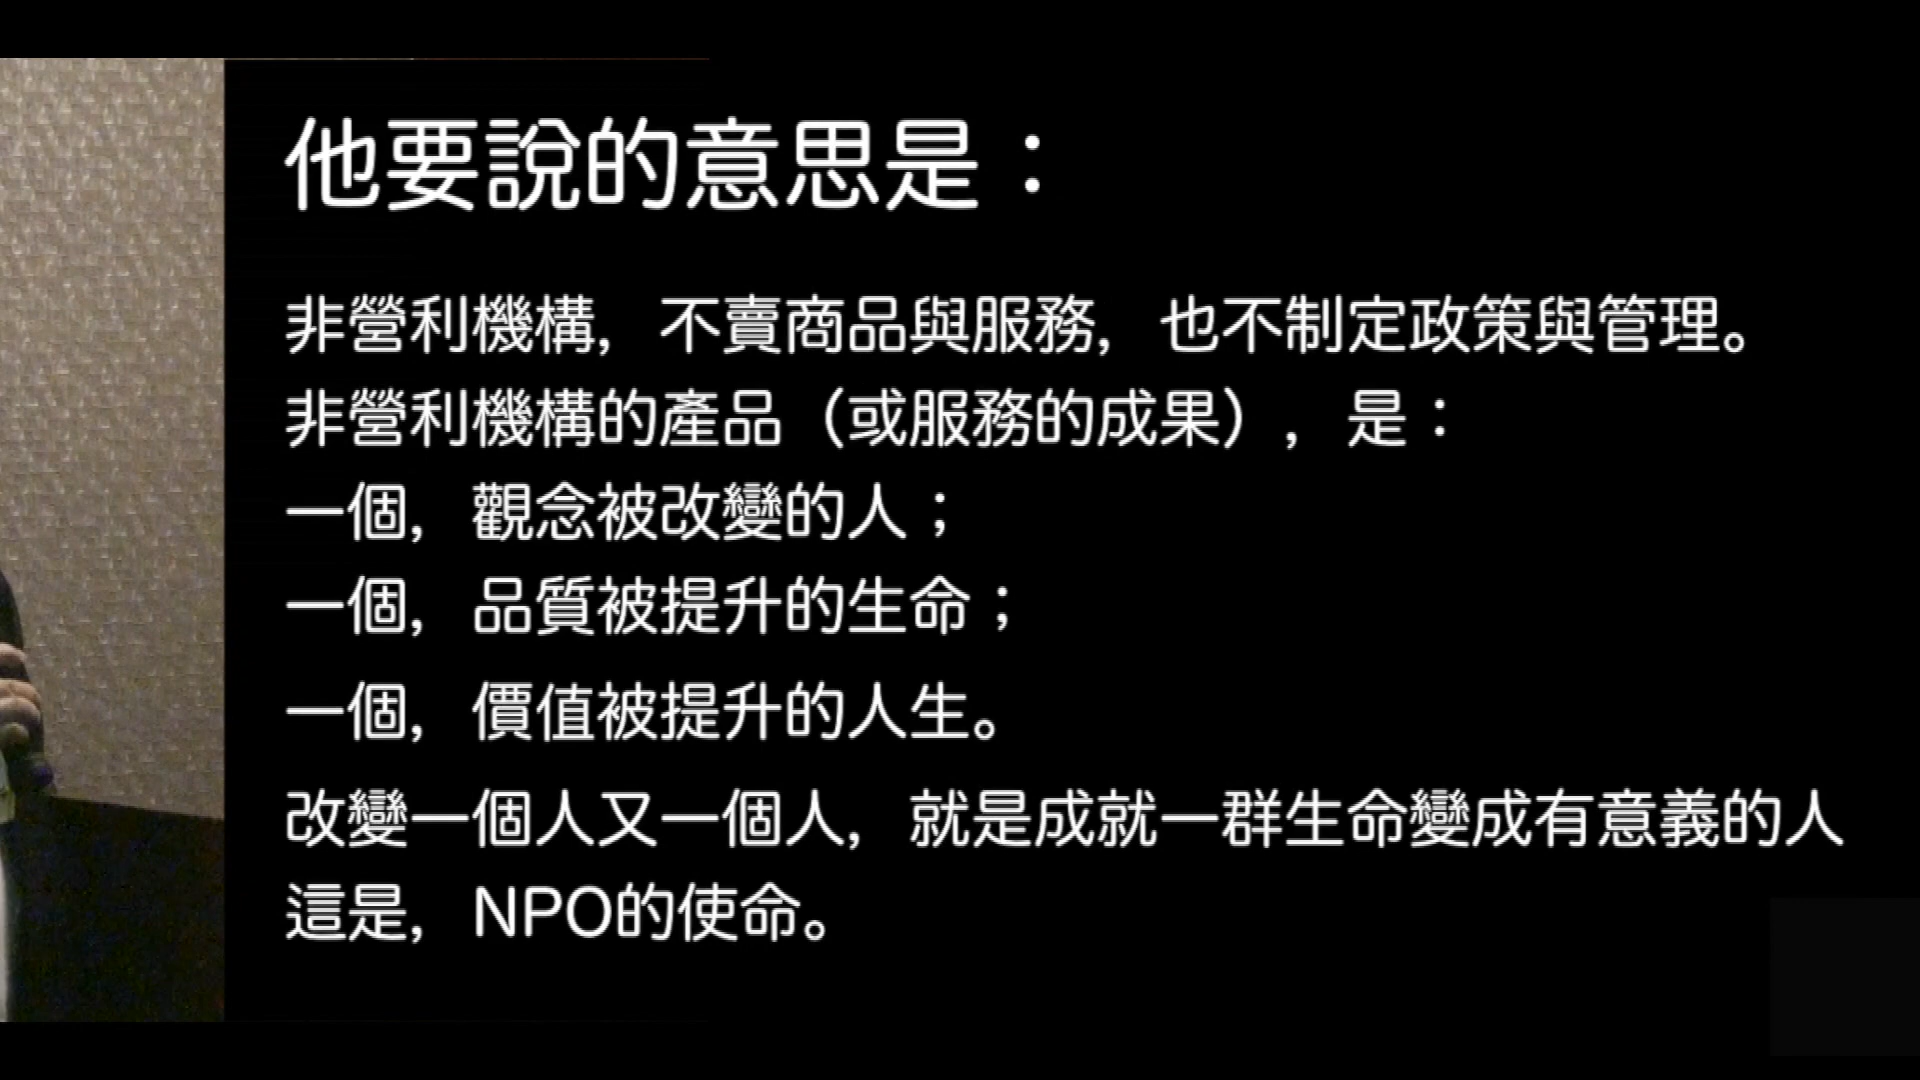 他要說的意思是：
非營利機構，不賣商品與服務，也不制定政策與管理。
非營利機構的產品（或服務的成果），是：
一個，觀念被改變的人；
一個，品質被提升的生命；
一個，價值被提升的人生。
改變一個人又一個人，就是成就一群生命變成有意義的人
這是，NPO的使命。